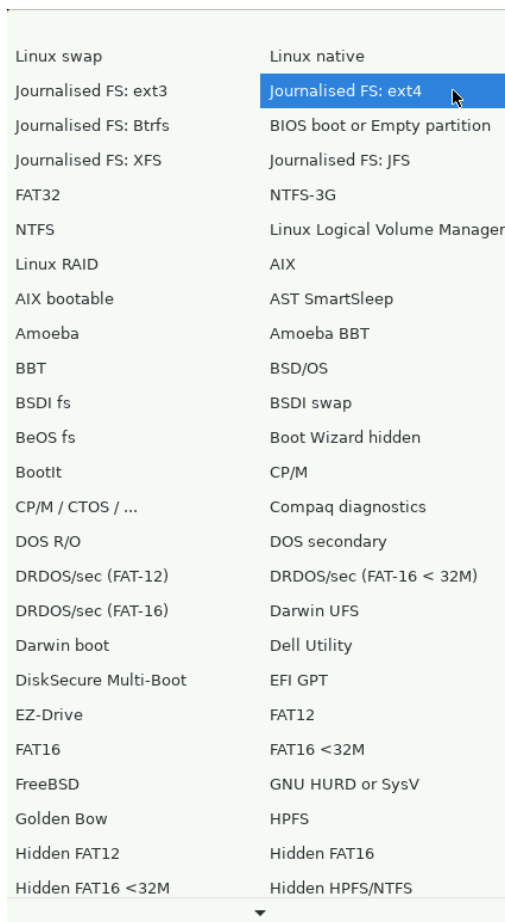 Linux swap Linux native
Journalised FS: ext3 Journalised FS: ext4
Journalised FS: Btrfs BIOS boot or Empty partition
Journalised FS: XFS Journalised FS: JFS
FAT32 NTFS-3G
NTFS Linux Logical Volume Manager
Linux RAID AIX
AIX bootable AST SmartSleep
Amoeba Amoeba BBT
BBT BSD/OS
BSDI fs BSDI swap
BeOS fs Boot Wizard hidden
BootIt CP/M
CP/M / CTOS / ... Compaq diagnostics
DOS R/O DOS secondary
DRDOS/sec (FAT-12) DRDOS/sec (FAT-16 < 32M)
DRDOS/sec (FAT-16) Darwin UFS
Darwin boot Dell Utility
DiskSecure Multi-Boot EFI GPT
EZ-Drive FAT12
FAT16 FAT16 <32M
FreeBSD GNU HURD or SysV
Golden Bow HPFS
Hidden FAT12 Hidden FAT16
Hidden FAT16 <32M Hidden HPFS/NTFS